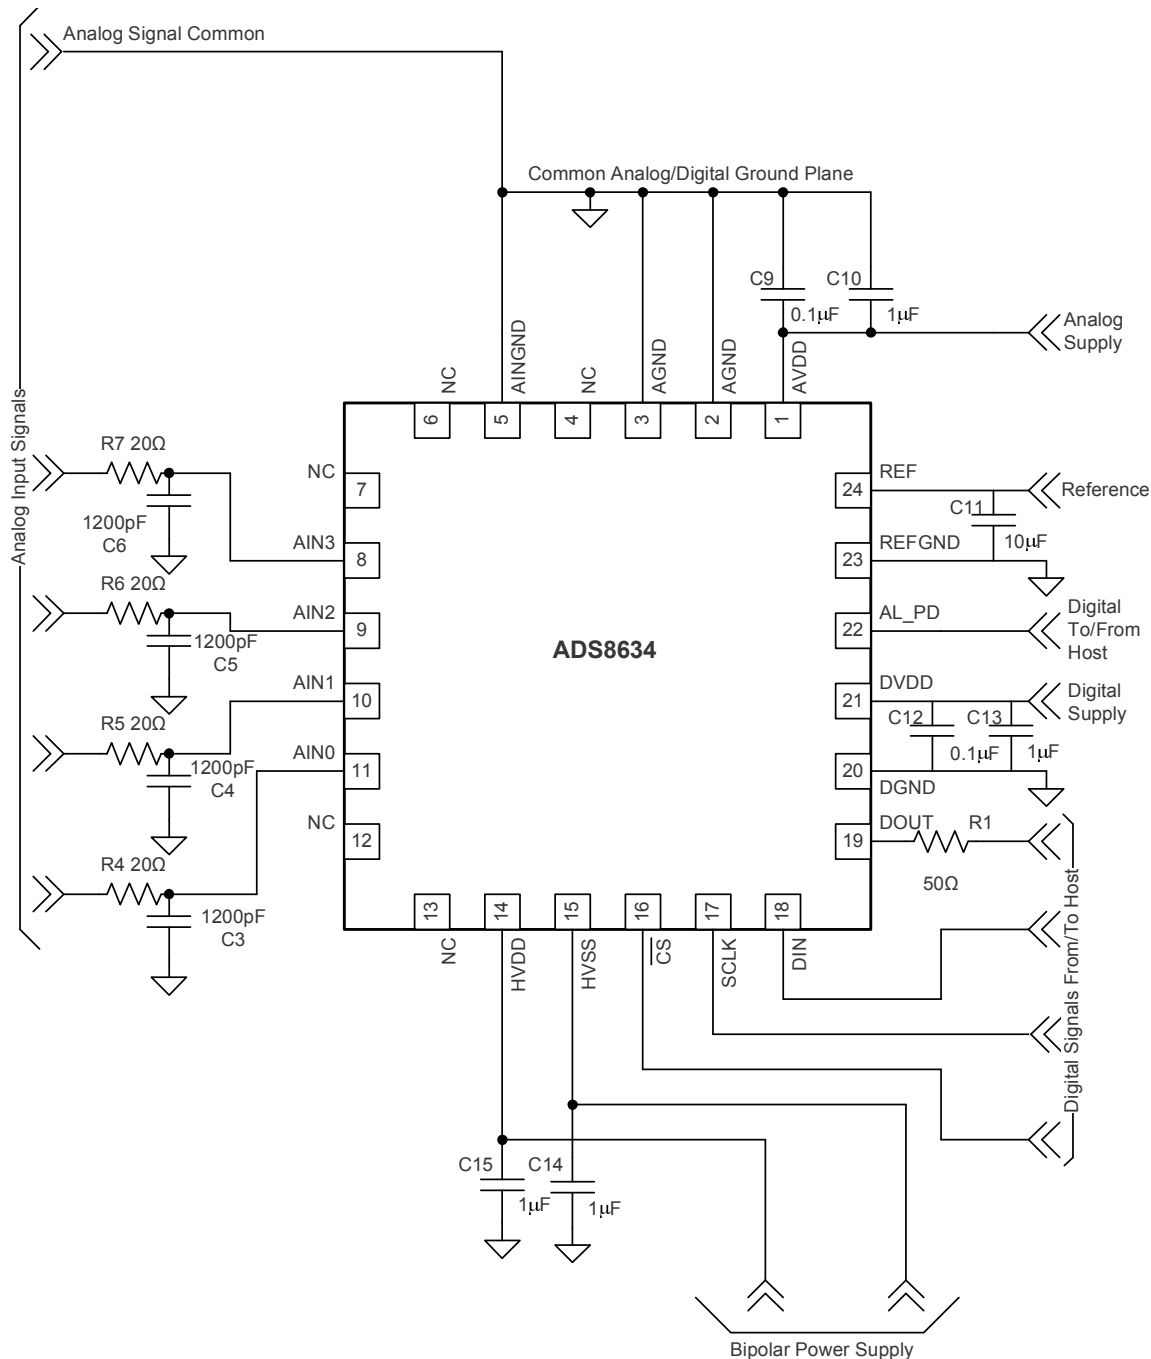 Analog Signal Common
Common Analog/Digital Ground Plane
C9
0.1µF
C10
1µF
Analog
Supply
NC
AINGND
NC
AGND
AGND
AVDD
6
5
4
3
2
1
Analog Input Signals
R7 20Ω
1200pF
C6
R6 20Ω
1200pF
C5
R5 20Ω
1200pF
C4
R4 20Ω
1200pF
C3
NC
7
AIN3
8
AIN2
9
AIN1
10
AIN0
11
NC
12
ADS8634
24
REF
C11
10µF
Reference
23
REFGND
22
AL_PD
Digital
To/From
Host
21
DVDD
C12
0.1µF
C13
1µF
Digital
Supply
20
DGND
19
DOUT
R1
50Ω
13
14
15
16
17
18
NC
HVDD
HVSS
CS
SCLK
DIN
Digital Signals From/To Host
C15
1µF
C14
1µF
Bipolar Power Supply